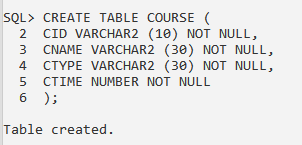 SQL> CREATE TABLE COURSE (
2 CID VARCHAR2 (10) NOT NULL,
3 CNAME VARCHAR2 (30) NOT NULL,
4 CTYPE VARCHAR2 (30) NOT NULL,
5 CTIME NUMBER NOT NULL
6 );
Table created.